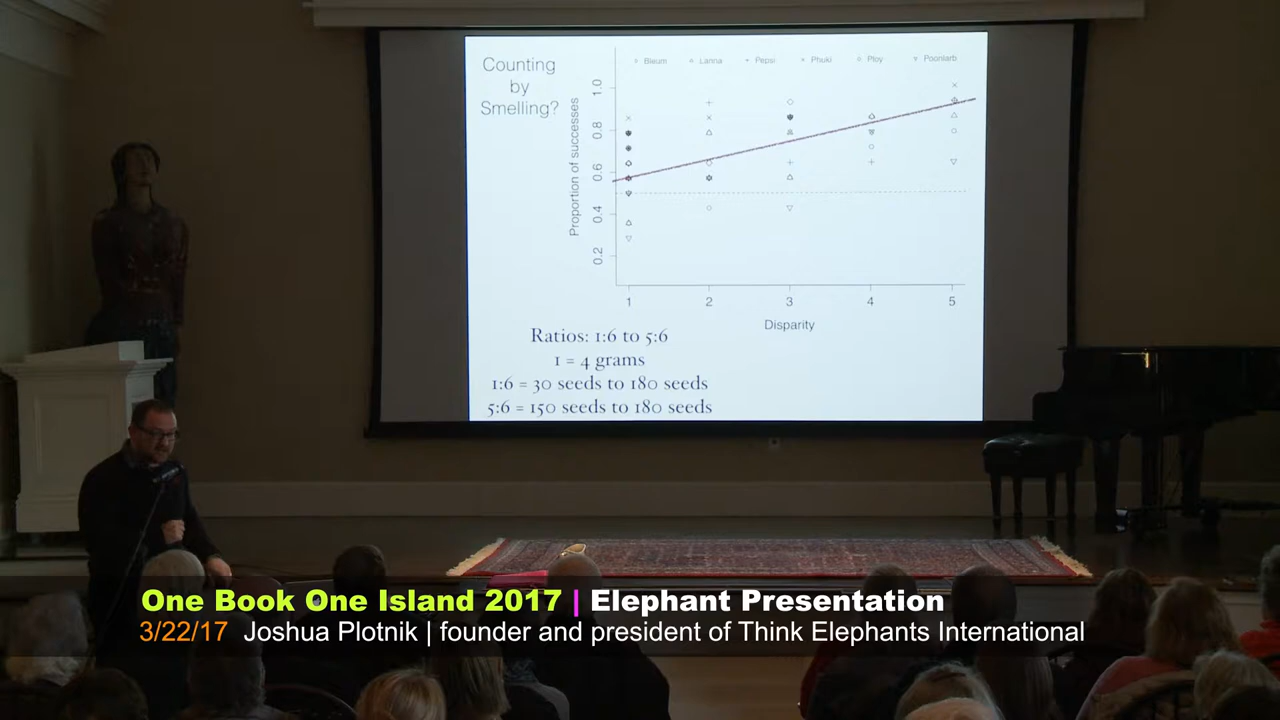 Counting
by
Smelling?
Bleum Lanna Pepsi Phuki Ploy Poonlarb
Proportion of successes
1.0
0.8
0.6
0.4
0.2
1 2 3 4 5
Disparity
Ratios: 1:6 to 5:6
1 = 4 grams
1:6 = 30 seeds to 180 seeds
5:6 = 150 seeds to 180 seeds
One Book One Island 2017 | Elephant Presentation
3/22/17 Joshua Plotnik | founder and president of Think Elephants International